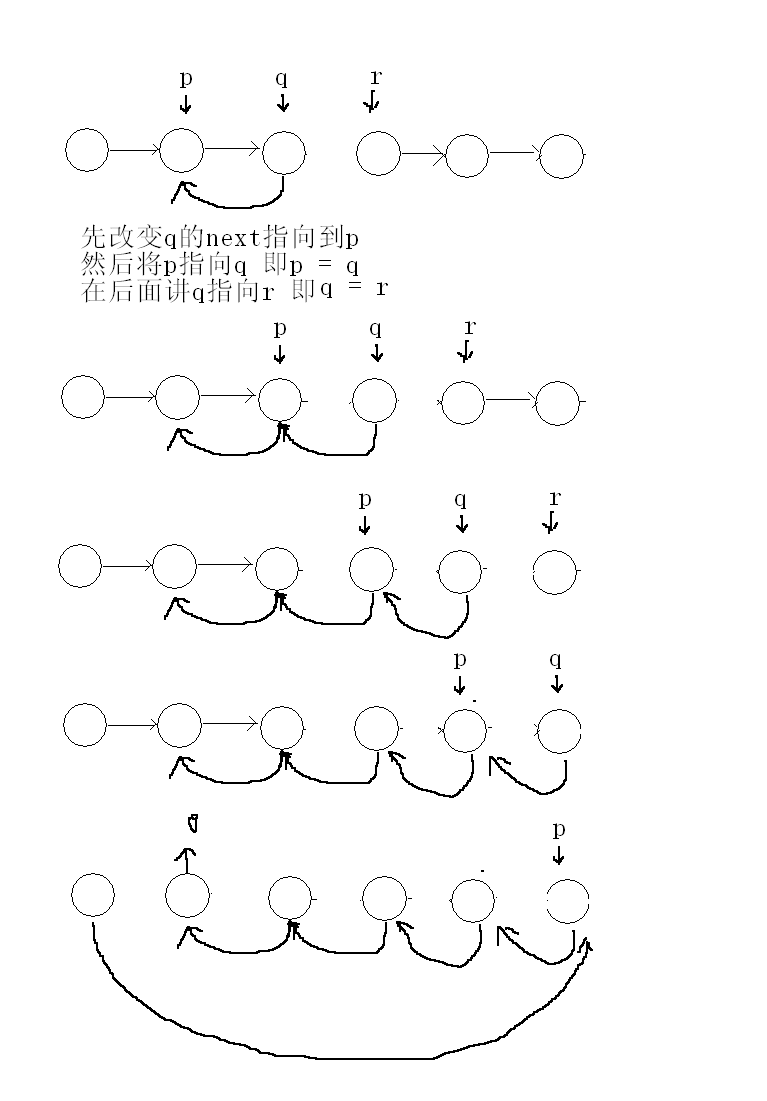 p q r
先改变q的next指向到p
然后将p指向q 即p = q
在后面讲q指向r 即q = r
p q r
p q r
p q
p